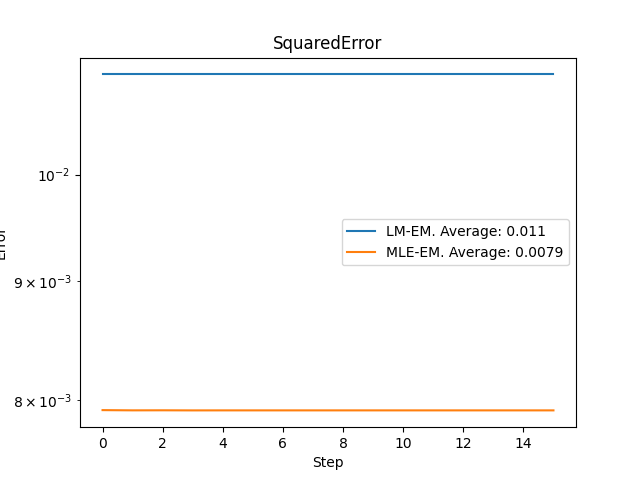 SquaredError
10⁻²
9 × 10⁻³
8 × 10⁻³
Error
LM-EM. Average: 0.011
MLE-EM. Average: 0.0079
0 2 4 6 8 10 12 14
Step